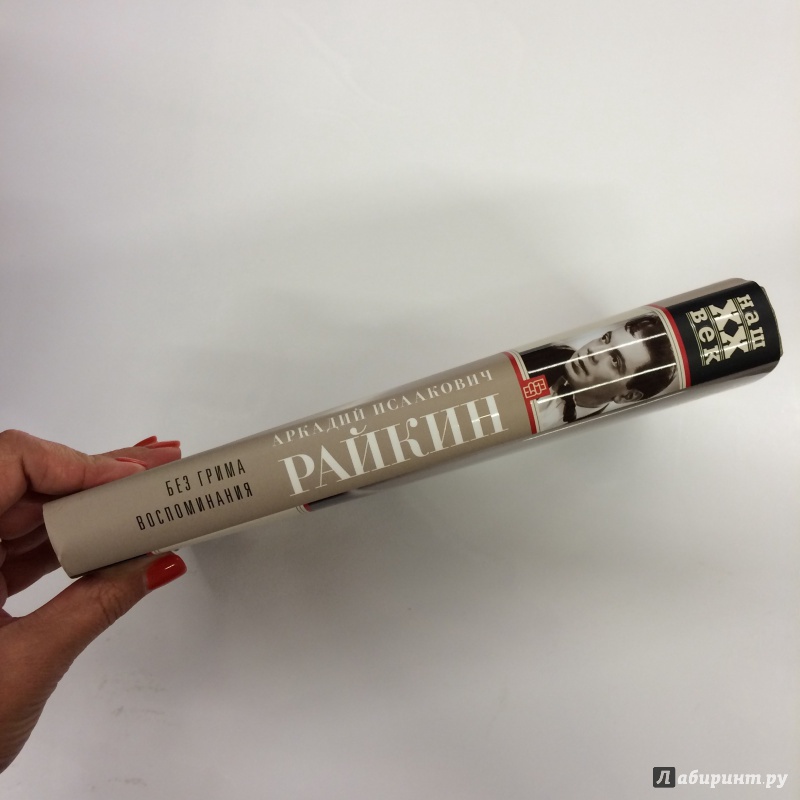 БЕЗ ГРИМА
ВОСПОМИНАНИЯ
АРКАДИЙ ИСААКОВИЧ
РАЙКИН
наш
XX
век
Лабиринт.ру